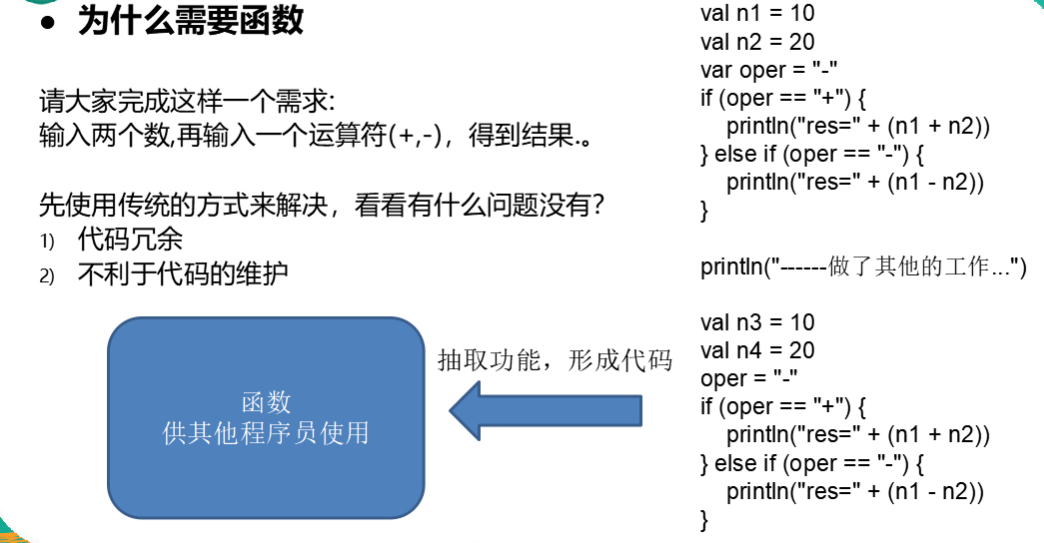 ● 为什么需要函数
请大家完成这样一个需求:
输入两个数,再输入一个运算符(+,-)，得到结果.。
先使用传统的方式来解决，看看有什么问题没有?
1) 代码冗余
2) 不利于代码的维护
函数
供其他程序员使用
抽取功能，形成代码
val n1 = 10
val n2 = 20
var oper = "-"
if (oper == "+") {
println("res=" + (n1 + n2))
} else if (oper == "-") {
println("res=" + (n1 - n2))
}
println("------做了其他的工作...")
val n3 = 10
val n4 = 20
oper = "-"
if (oper == "+") {
println("res=" + (n1 + n2))
} else if (oper == "-") {
println("res=" + (n1 - n2))
}